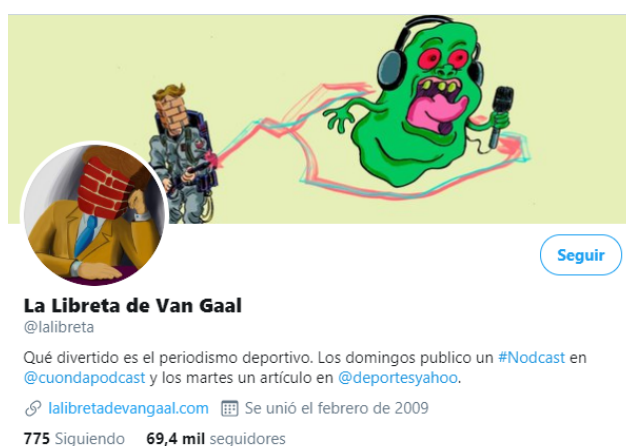 Seguir
La Libreta de Van Gaal
@lalibreta
Qué divertido es el periodismo deportivo. Los domingos publico un #Nodcast en
@cuondapodcast y los martes un artículo en @deportesyahoo.
lalibretadevangaal.com Se unió el febrero de 2009
775 Siguiendo 69,4 mil seguidores